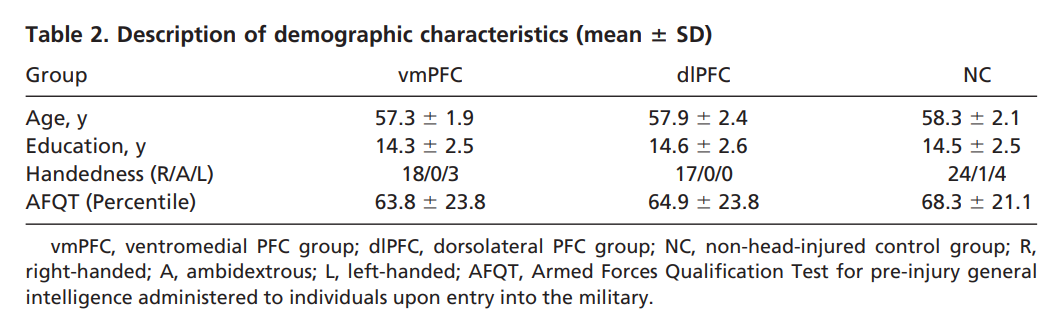 Table 2. Description of demographic characteristics (mean ± SD)
Group vmPFC dlPFC NC
Age, y 57.3 ± 1.9 57.9 ± 2.4 58.3 ± 2.1
Education, y 14.3 ± 2.5 14.6 ± 2.6 14.5 ± 2.5
Handedness (R/A/L) 18/0/3 17/0/0 24/1/4
AFQT (Percentile) 63.8 ± 23.8 64.9 ± 23.8 68.3 ± 21.1
vmPFC, ventromedial PFC group; dlPFC, dorsolateral PFC group; NC, non-head-injured control group; R,
right-handed; A, ambidextrous; L, left-handed; AFQT, Armed Forces Qualification Test for pre-injury general
intelligence administered to individuals upon entry into the military.